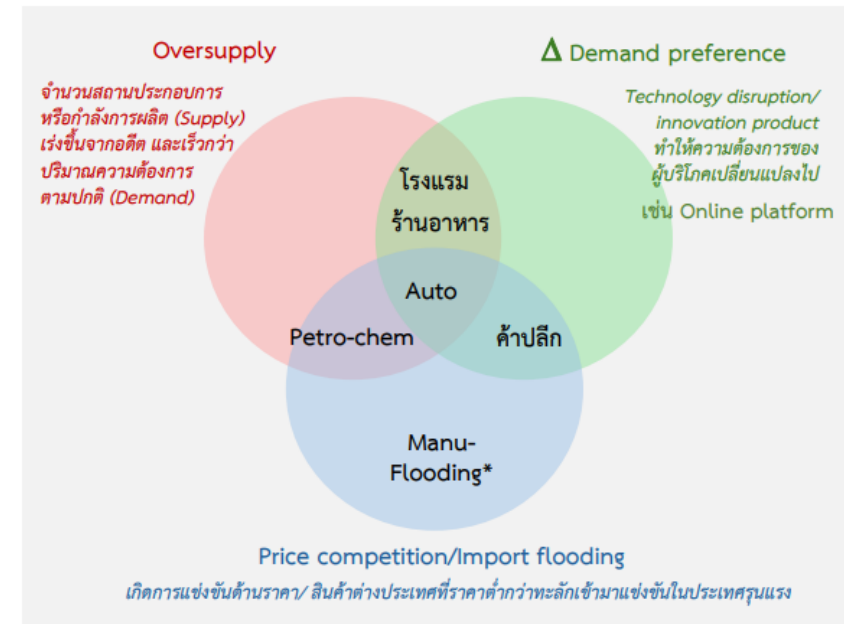 Oversupply
จำนวนสถานประกอบการ
หรือกำลังการผลิต (Supply)
เร่งขึ้นจากอดีต และเร็วกว่า
ปริมาณความต้องการ
ตามปกติ (Demand)
Δ Demand preference
Technology disruption/
innovation product
ทำให้ความต้องการของ
ผู้บริโภคเปลี่ยนแปลงไป
เช่น Online platform
โรงแรม
ร้านอาหาร
Auto
Petro-chem
ค้าปลีก
Manu-
Flooding*
Price competition/Import flooding
เกิดการแข่งขันด้านราคา/ สินค้าต่างประเทศที่ราคาต่ำกว่าทะลักเข้ามาแข่งขันในประเทศรุนแรง